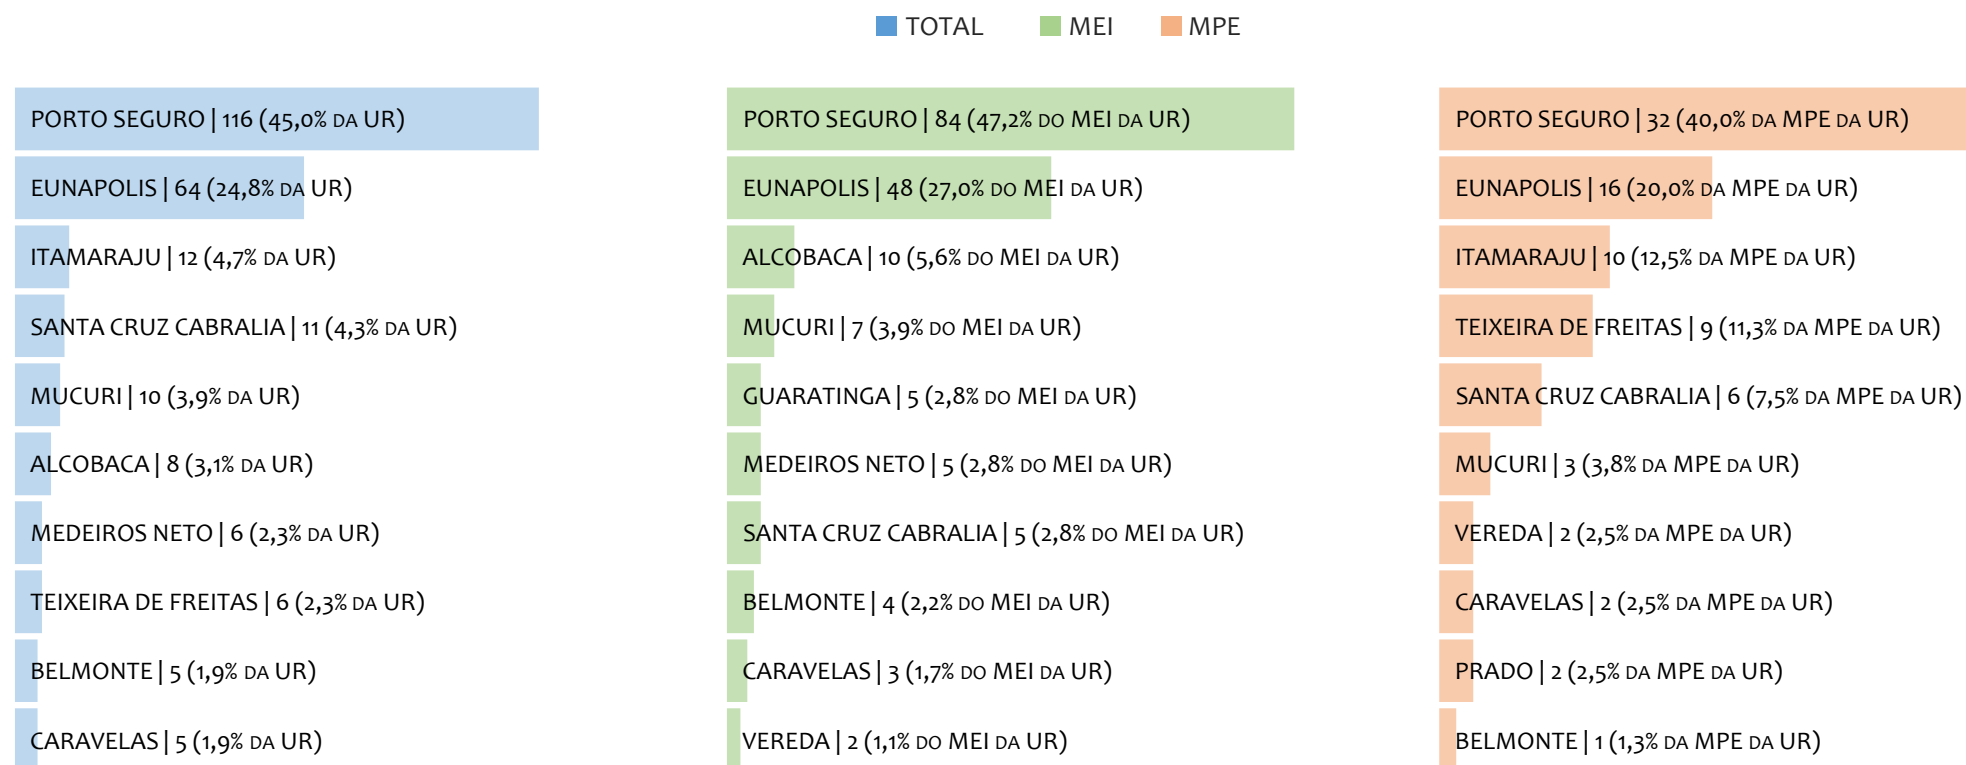 TOTAL MEI MPE
PORTO SEGURO | 116 (45,0% DA UR)
EUNAPOLIS | 64 (24,8% DA UR)
ITAMARAJU | 12 (4,7% DA UR)
SANTA CRUZ CABRALIA | 11 (4,3% DA UR)
MUCURI | 10 (3,9% DA UR)
ALCOBACA | 8 (3,1% DA UR)
MEDEIROS NETO | 6 (2,3% DA UR)
TEIXEIRA DE FREITAS | 6 (2,3% DA UR)
BELMONTE | 5 (1,9% DA UR)
CARAVELAS | 5 (1,9% DA UR)
PORTO SEGURO | 84 (47,2% DO MEI DA UR)
EUNAPOLIS | 48 (27,0% DO MEI DA UR)
ALCOBACA | 10 (5,6% DO MEI DA UR)
MUCURI | 7 (3,9% DO MEI DA UR)
GUARATINGA | 5 (2,8% DO MEI DA UR)
MEDEIROS NETO | 5 (2,8% DO MEI DA UR)
SANTA CRUZ CABRALIA | 5 (2,8% DO MEI DA UR)
BELMONTE | 4 (2,2% DO MEI DA UR)
CARAVELAS | 3 (1,7% DO MEI DA UR)
VEREDA | 2 (1,1% DO MEI DA UR)
PORTO SEGURO | 32 (40,0% DA MPE DA UR)
EUNAPOLIS | 16 (20,0% DA MPE DA UR)
ITAMARAJU | 10 (12,5% DA MPE DA UR)
TEIXEIRA DE FREITAS | 9 (11,3% DA MPE DA UR)
SANTA CRUZ CABRALIA | 6 (7,5% DA MPE DA UR)
MUCURI | 3 (3,8% DA MPE DA UR)
VEREDA | 2 (2,5% DA MPE DA UR)
CARAVELAS | 2 (2,5% DA MPE DA UR)
PRADO | 2 (2,5% DA MPE DA UR)
BELMONTE | 1 (1,3% DA MPE DA UR)